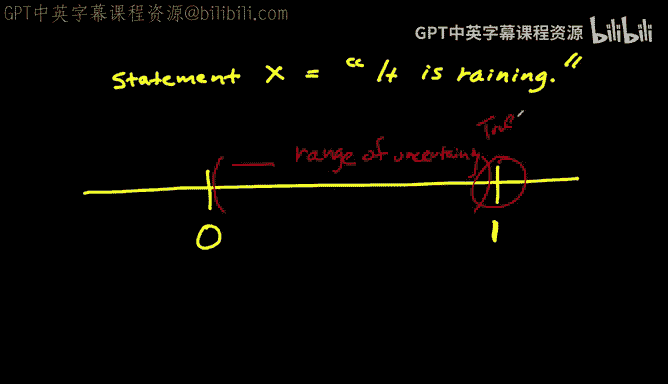 GPT中英字幕课程资源@bilibili.com
GPT中英字幕课程资源 bilibili
Statement X = "It is raining."
True
range of uncertainty
0 1